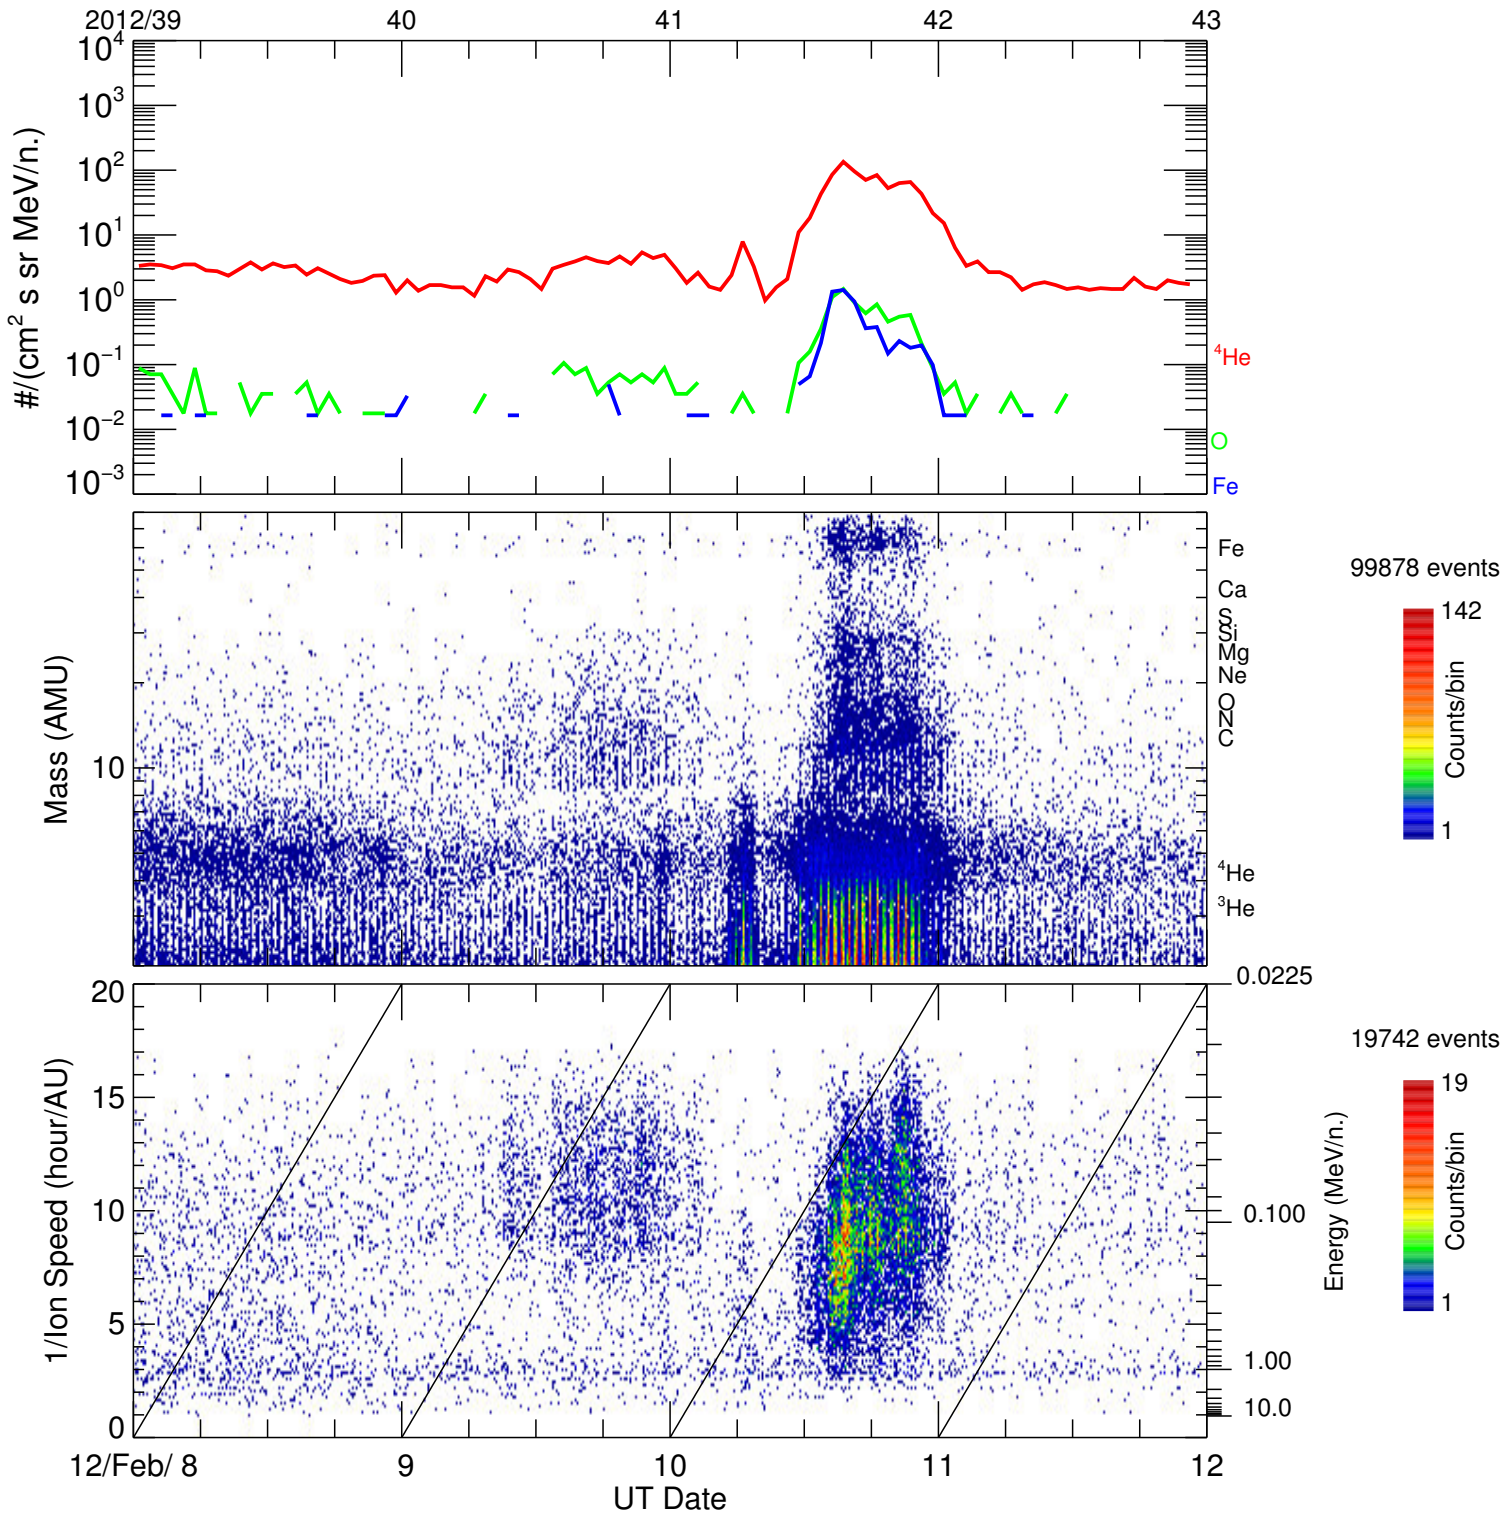 2012/39 40 41 42 43
10⁴
10³
10²
10¹
10⁰
10⁻¹
10⁻²
10⁻³
#/(cm² s sr MeV/n.)
⁴He
O
Fe
Mass (AMU)
10
Fe
Ca
S
Si
Mg
Ne
O
N
C
⁴He
³He
99878 events
142
Counts/bin
1
20
15
10
5
0
1/Ion Speed (hour/AU)
0.0225
0.100
1.00
10.0
Energy (MeV/n.)
19742 events
19
Counts/bin
1
12/Feb/ 8 9 10 11 12
UT Date